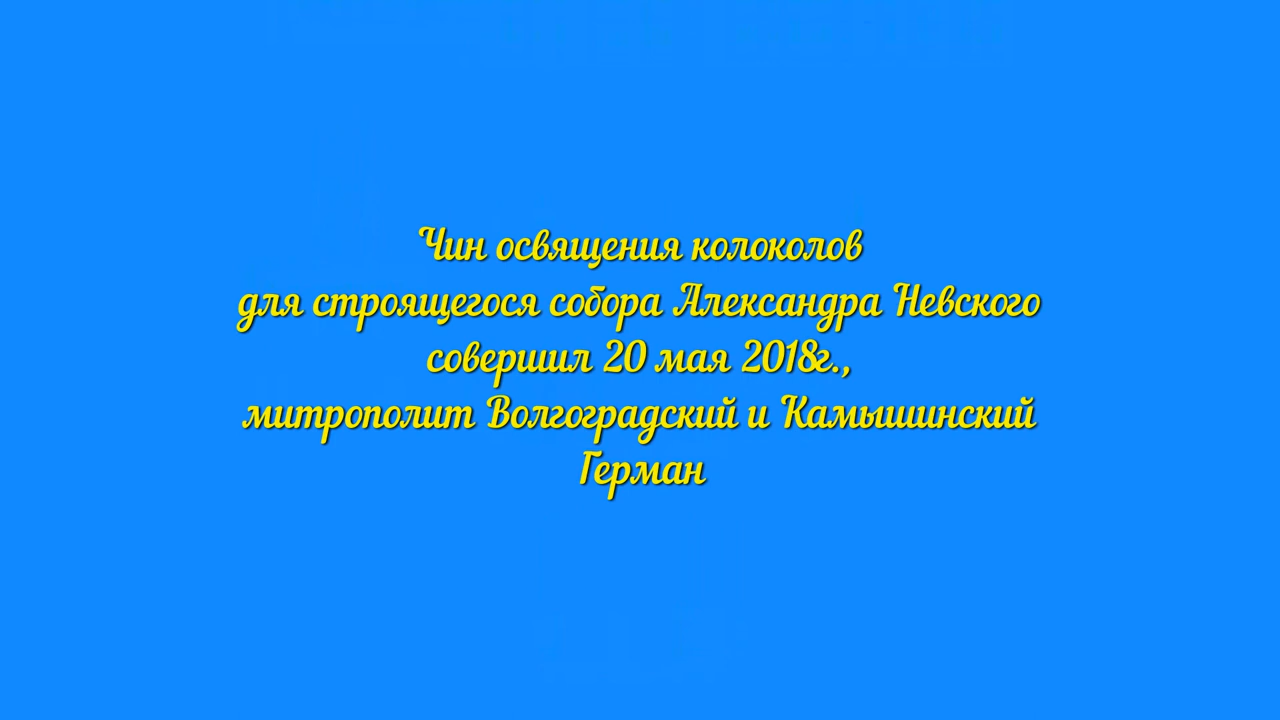 Чин освящения колоколов
для строящегося собора Александра Невского
совершил 20 мая 2018г.,
митрополит Волгоградский и Камышинский
Герман